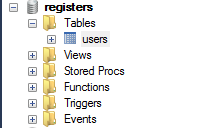 registers
Tables
users
Views
Stored Procs
Functions
Triggers
Events